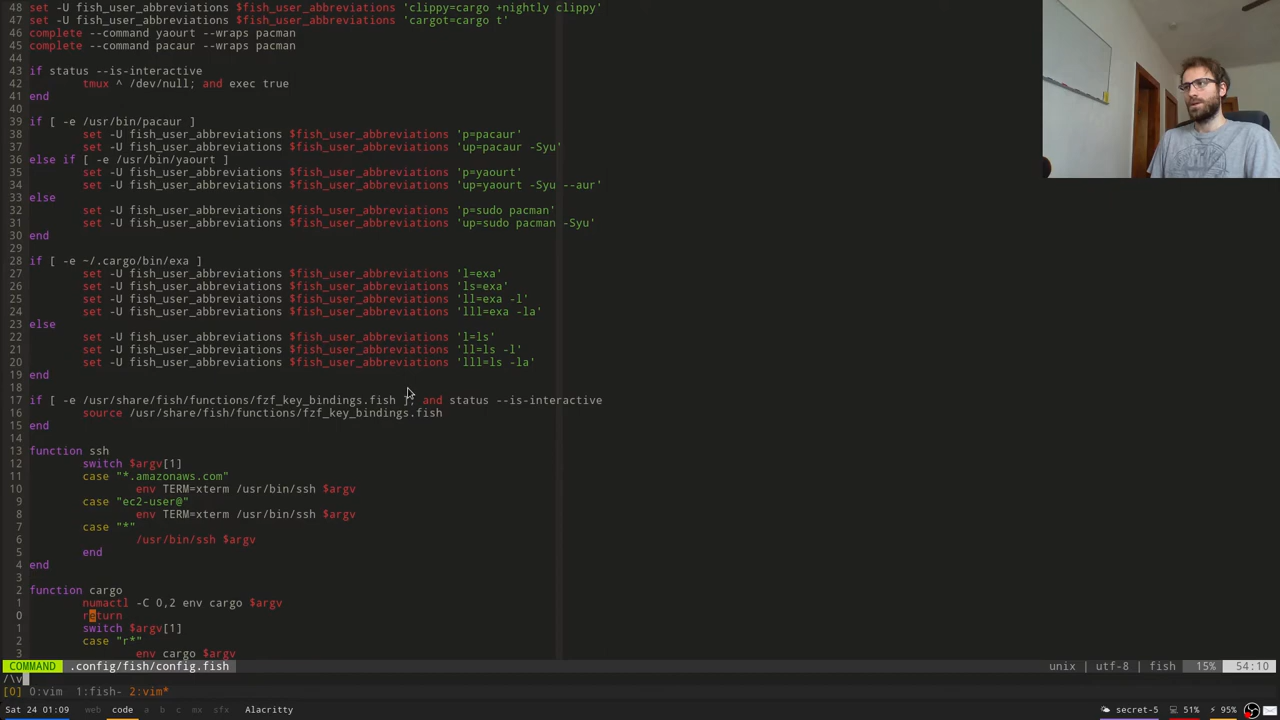 48 set -U fish_user_abbreviations $fish_user_abbreviations 'clippy=cargo +nightly clippy'
47 set -U fish_user_abbreviations $fish_user_abbreviations 'cargot=cargo t'
46 complete --command yaourt --wraps pacman
45 complete --command pacaur --wraps pacman
44
43 if status --is-interactive
42         tmux ^ /dev/null; and exec true
41 end
40
39 if [ -e /usr/bin/pacaur ]
38         set -U fish_user_abbreviations $fish_user_abbreviations 'p=pacaur'
37         set -U fish_user_abbreviations $fish_user_abbreviations 'up=pacaur -Syu'
36 else if [ -e /usr/bin/yaourt ]
35         set -U fish_user_abbreviations $fish_user_abbreviations 'p=yaourt'
34         set -U fish_user_abbreviations $fish_user_abbreviations 'up=yaourt -Syu --aur'
33 else
32         set -U fish_user_abbreviations $fish_user_abbreviations 'p=sudo pacman'
31         set -U fish_user_abbreviations $fish_user_abbreviations 'up=sudo pacman -Syu'
30 end
29
28 if [ -e ~/.cargo/bin/exa ]
27         set -U fish_user_abbreviations $fish_user_abbreviations 'l=exa'
26         set -U fish_user_abbreviations $fish_user_abbreviations 'ls=exa'
25         set -U fish_user_abbreviations $fish_user_abbreviations 'll=exa -l'
24         set -U fish_user_abbreviations $fish_user_abbreviations 'lll=exa -la'
23 else
22         set -U fish_user_abbreviations $fish_user_abbreviations 'l=ls'
21         set -U fish_user_abbreviations $fish_user_abbreviations 'll=ls -l'
20         set -U fish_user_abbreviations $fish_user_abbreviations 'lll=ls -la'
19 end
18
17 if [ -e /usr/share/fish/functions/fzf_key_bindings.fish ]; and status --is-interactive
16         source /usr/share/fish/functions/fzf_key_bindings.fish
15 end
14
13 function ssh
12         switch $argv[1]
11         case "*.amazonaws.com"
10                 env TERM=xterm /usr/bin/ssh $argv
9         case "ec2-user@"
8                 env TERM=xterm /usr/bin/ssh $argv
7         case "*"
6                 /usr/bin/ssh $argv
5         end
4 end
3
2 function cargo
1         numactl -C 0,2 env cargo $argv
0         return
1         switch $argv[1]
2         case "r*"
3                 env cargo $argv
COMMAND .config/fish/config.fish unix | utf-8 | fish 15% 54:10
/\v
[0] 0:vim 1:fish- 2:vim*
Sat 24 01:09 web code a b c mx sfx Alacritty secret-5 51% 95%